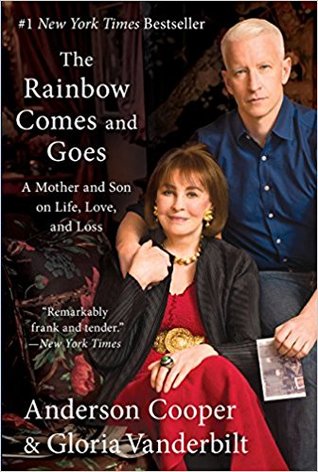 #1 New York Times Bestseller
The
Rainbow
Comes and
Goes
A Mother and Son
on Life, Love,
and Loss
“Remarkably
frank and tender.”
—New York Times
Anderson Cooper
& Gloria Vanderbilt